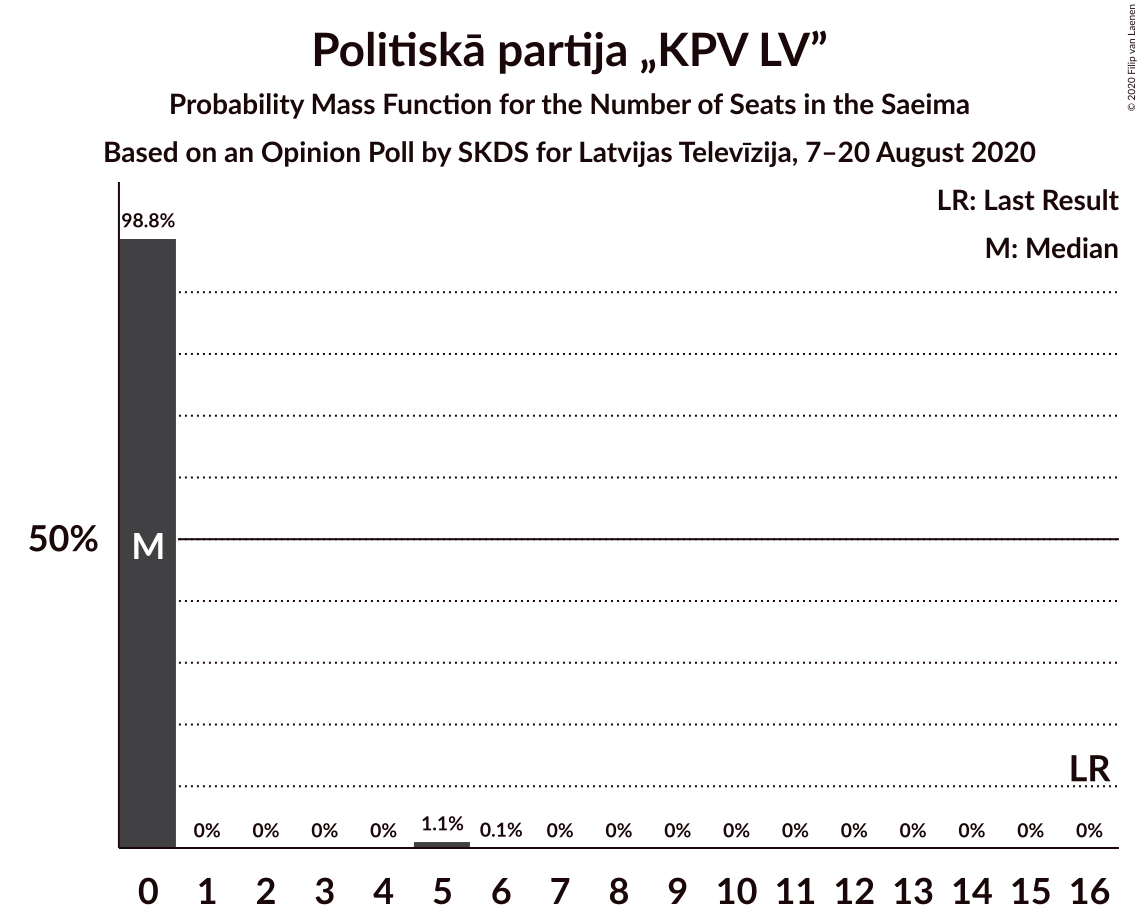 Politiskā partija „KPV LV”
Probability Mass Function for the Number of Seats in the Saeima
Based on an Opinion Poll by SKDS for Latvijas Televīzija, 7–20 August 2020
© 2020 Filip van Laenen
LR: Last Result
M: Median
98.8%
50%
M
LR
0% 0% 0% 0% 1.1% 0.1% 0% 0% 0% 0% 0% 0% 0% 0% 0% 0%
0 1 2 3 4 5 6 7 8 9 10 11 12 13 14 15 16